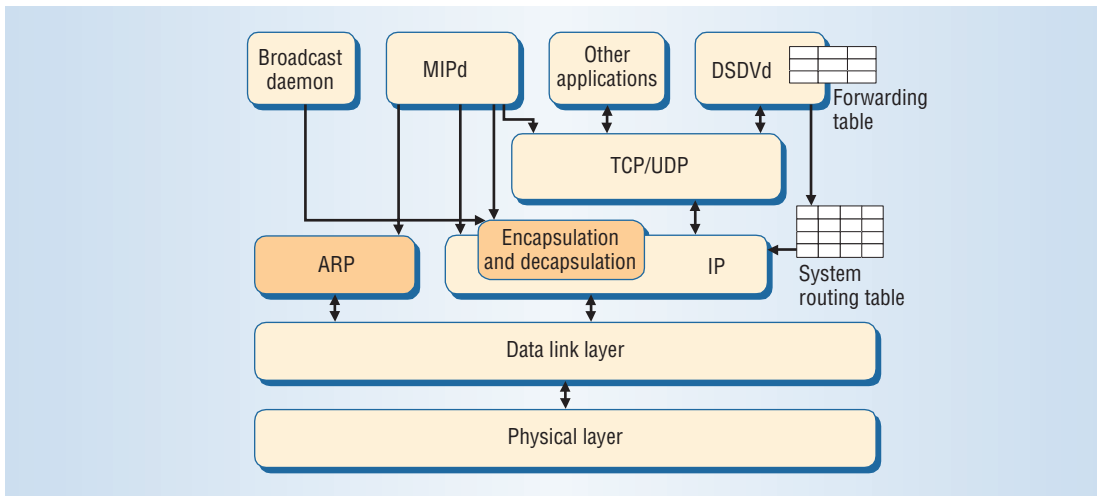 Broadcast
daemon
MIPd
Other
applications
DSDVd
Forwarding
table
TCP/UDP
Encapsulation
and decapsulation
ARP
IP
System
routing table
Data link layer
Physical layer